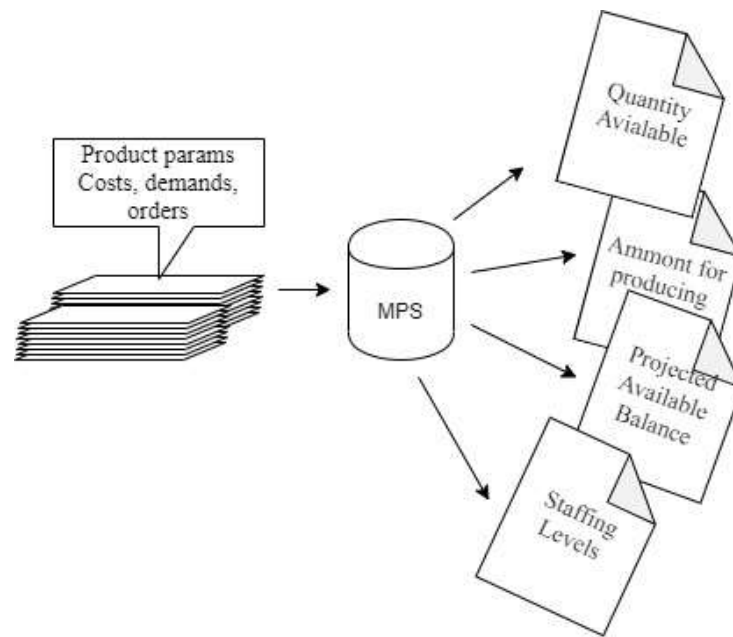 Product params
Costs, demands,
orders
MPS
Quantity
Avialable
Ammont for
producing
Projected
Available
Balance
Staffing
Levels